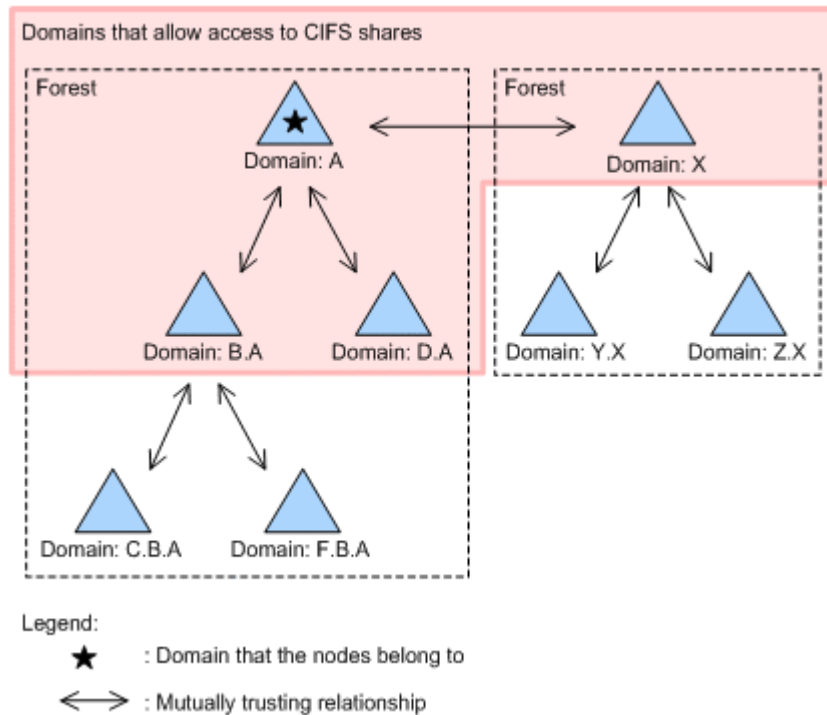 Domains that allow access to CIFS shares
Forest
Forest
Domain: A
Domain: X
Domain: B.A
Domain: D.A
Domain: Y.X
Domain: Z.X
Domain: C.B.A
Domain: F.B.A
Legend:
: Domain that the nodes belong to
: Mutually trusting relationship